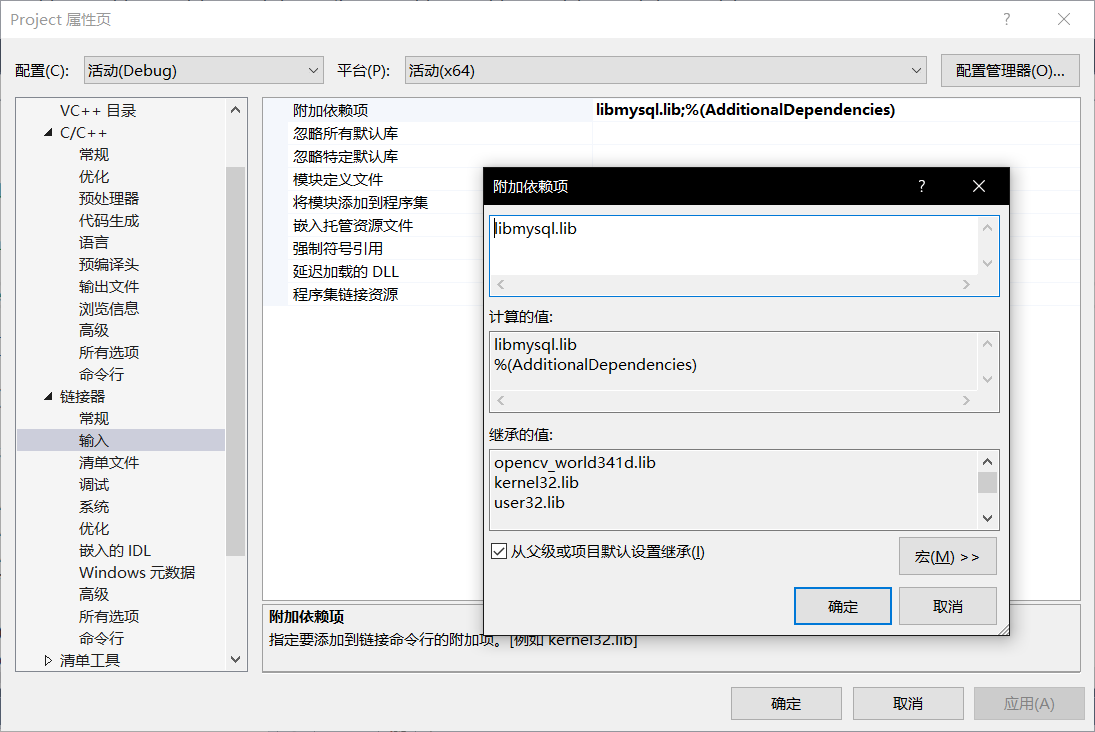 Project 属性页
?
配置(C):
活动(Debug)
平台(P):
活动(x64)
配置管理器(O)...
VC++ 目录
C/C++
常规
优化
预处理器
代码生成
语言
预编译头
输出文件
浏览信息
高级
所有选项
命令行
链接器
常规
输入
清单文件
调试
系统
优化
嵌入的 IDL
Windows 元数据
高级
所有选项
命令行
清单工具
附加依赖项
libmysql.lib;%(AdditionalDependencies)
忽略所有默认库
忽略特定默认库
模块定义文件
将模块添加到程序集
嵌入托管资源文件
强制符号引用
延迟加载的 DLL
程序集链接资源
附加依赖项
?
libmysql.lib
计算的值:
libmysql.lib
%(AdditionalDependencies)
继承的值:
opencv_world341d.lib
kernel32.lib
user32.lib
从父级或项目默认设置继承(I)
宏(M) >>
确定
取消
附加依赖项
指定要添加到链接命令行的附加项。[例如 kernel32.lib]
确定
取消
应用(A)